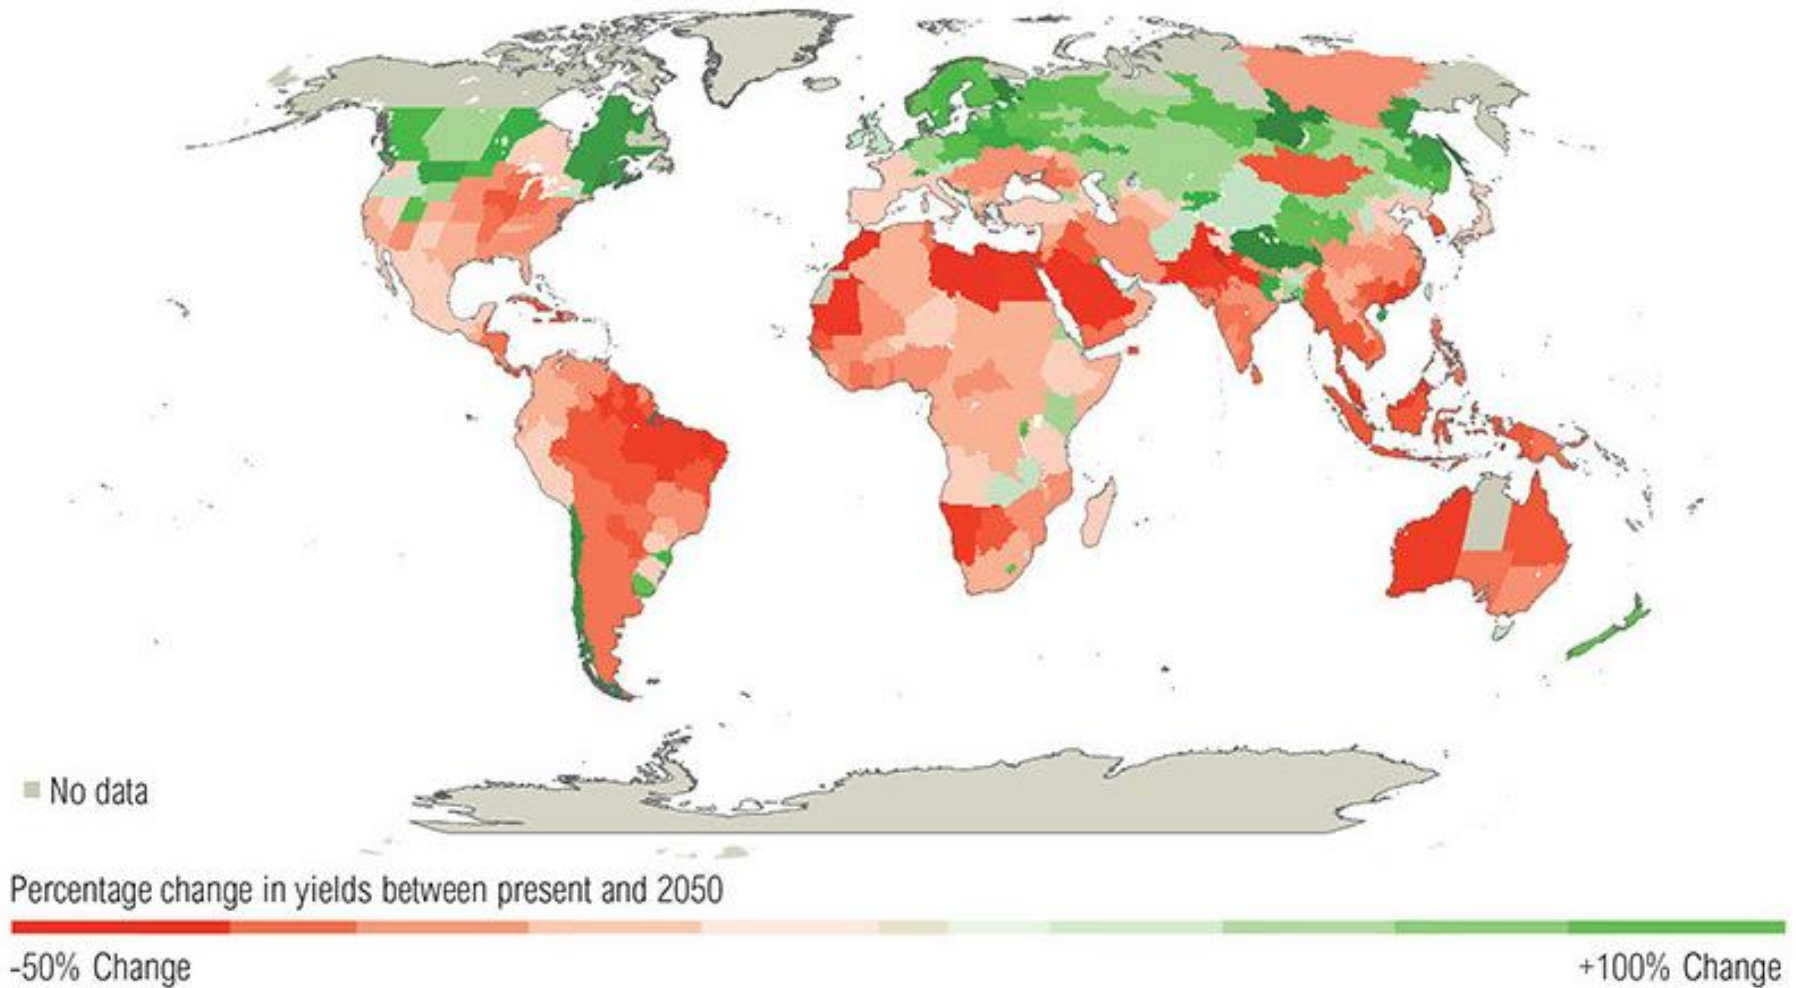 No data
Percentage change in yields between present and 2050
-50% Change
+100% Change